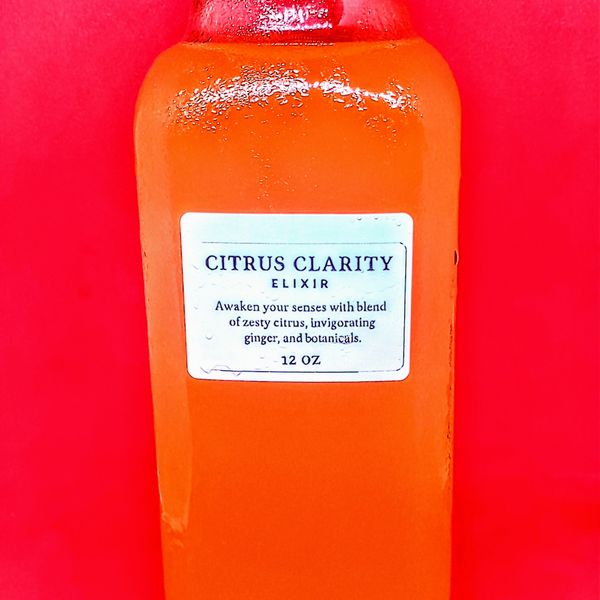 CITRUS CLARITY
ELIXIR
Awaken your senses with blend
of zesty citrus, invigorating
ginger, and botanicals.
12 OZ